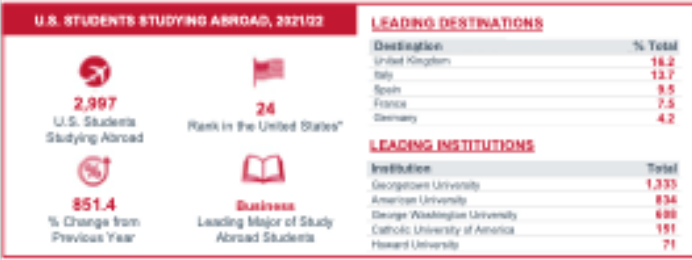 U.S. STUDENTS STUDYING ABROAD, 2021/22
2,997
U.S. Students
Studying Abroad
24
Rank in the United States*
851.4
% Change from
Previous Year
Business
Leading Major of Study
Abroad Students
LEADING DESTINATIONS
Destination % Total
United Kingdom 16.2
Italy 13.7
Spain 9.5
France 7.5
Germany 4.2
LEADING INSTITUTIONS
Institution Total
Georgetown University 1,333
American University 834
George Washington University
Catholic University of America 151
Howard University 71